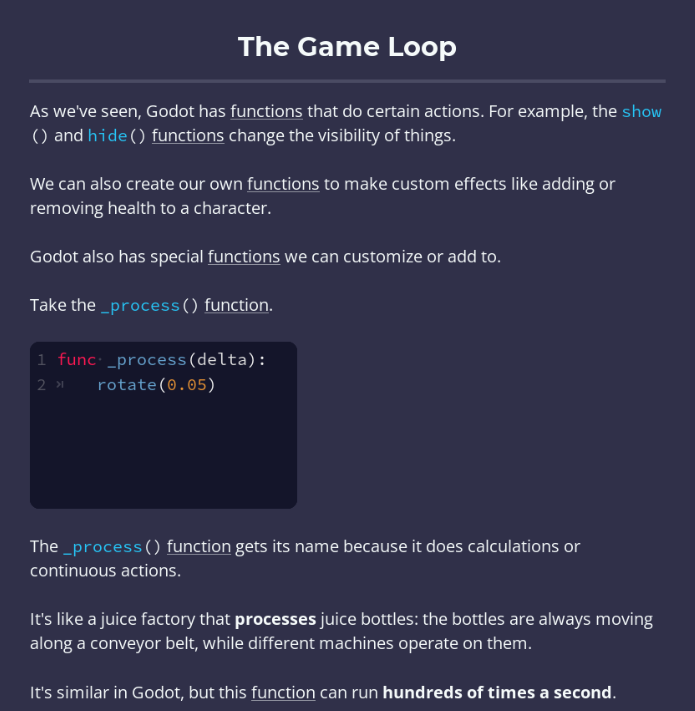 The Game Loop
As we've seen, Godot has functions that do certain actions. For example, the show
() and hide() functions change the visibility of things.
We can also create our own functions to make custom effects like adding or
removing health to a character.
Godot also has special functions we can customize or add to.
Take the _process() function.
1 func _process(delta):
2 rotate(0.05)
The _process() function gets its name because it does calculations or
continuous actions.
It's like a juice factory that processes juice bottles: the bottles are always moving
along a conveyor belt, while different machines operate on them.
It's similar in Godot, but this function can run hundreds of times a second.